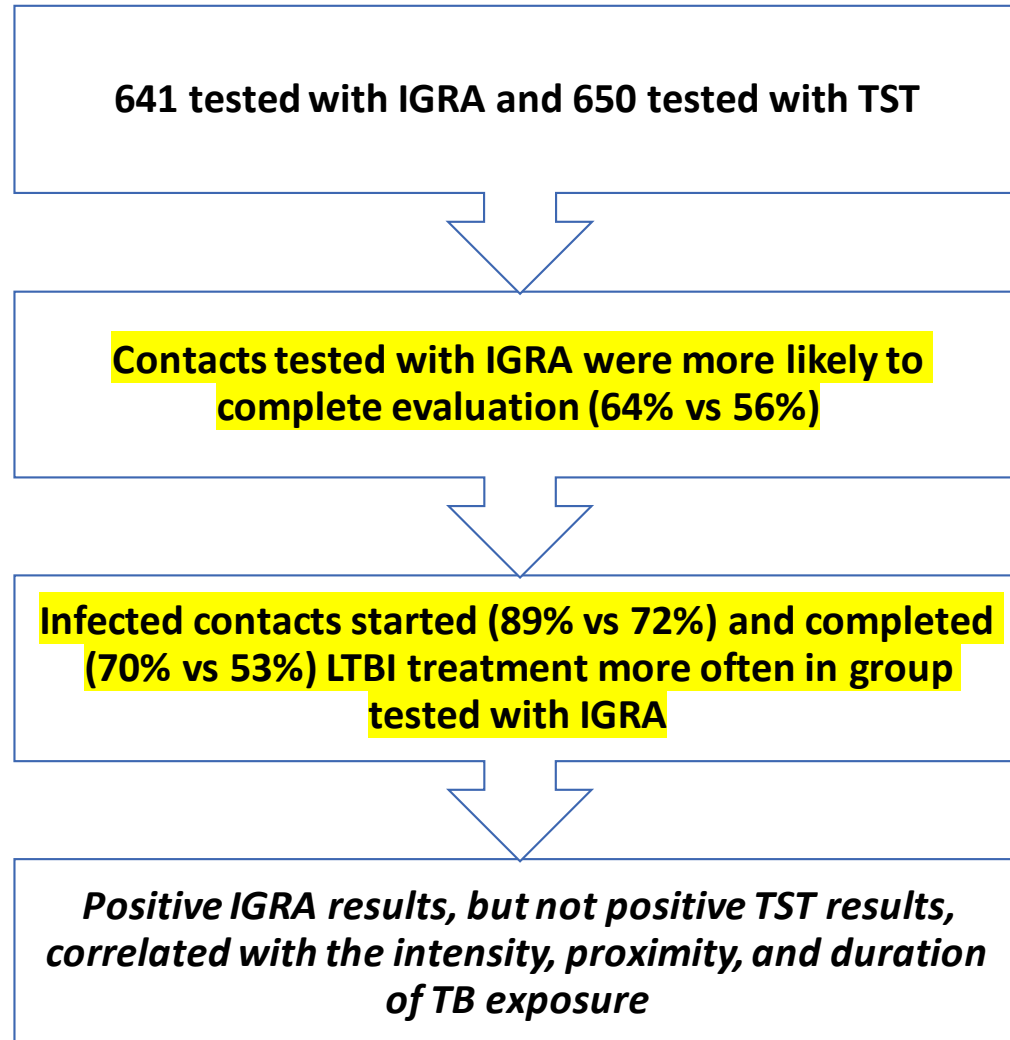 641 tested with IGRA and 650 tested with TST
Contacts tested with IGRA were more likely to
complete evaluation (64% vs 56%)
Infected contacts started (89% vs 72%) and completed
(70% vs 53%) LTBI treatment more often in group
tested with IGRA
Positive IGRA results, but not positive TST results,
correlated with the intensity, proximity, and duration
of TB exposure